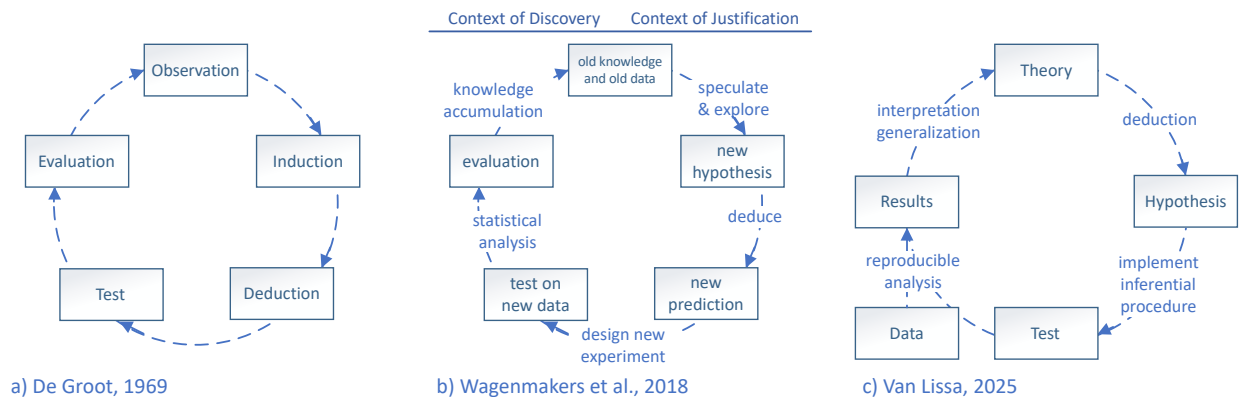 Context of Discovery
Context of Justification
Observation
Induction
Deduction
Test
Evaluation
a) De Groot, 1969
old knowledge
and old data
speculate
& explore
new
hypothesis
deduce
new
prediction
design new
experiment
test on
new data
statistical
analysis
evaluation
knowledge
accumulation
b) Wagenmakers et al., 2018
Theory
deduction
Hypothesis
implement
inferential
procedure
Test
Data
reproducible
analysis
Results
interpretation
generalization
c) Van Lissa, 2025